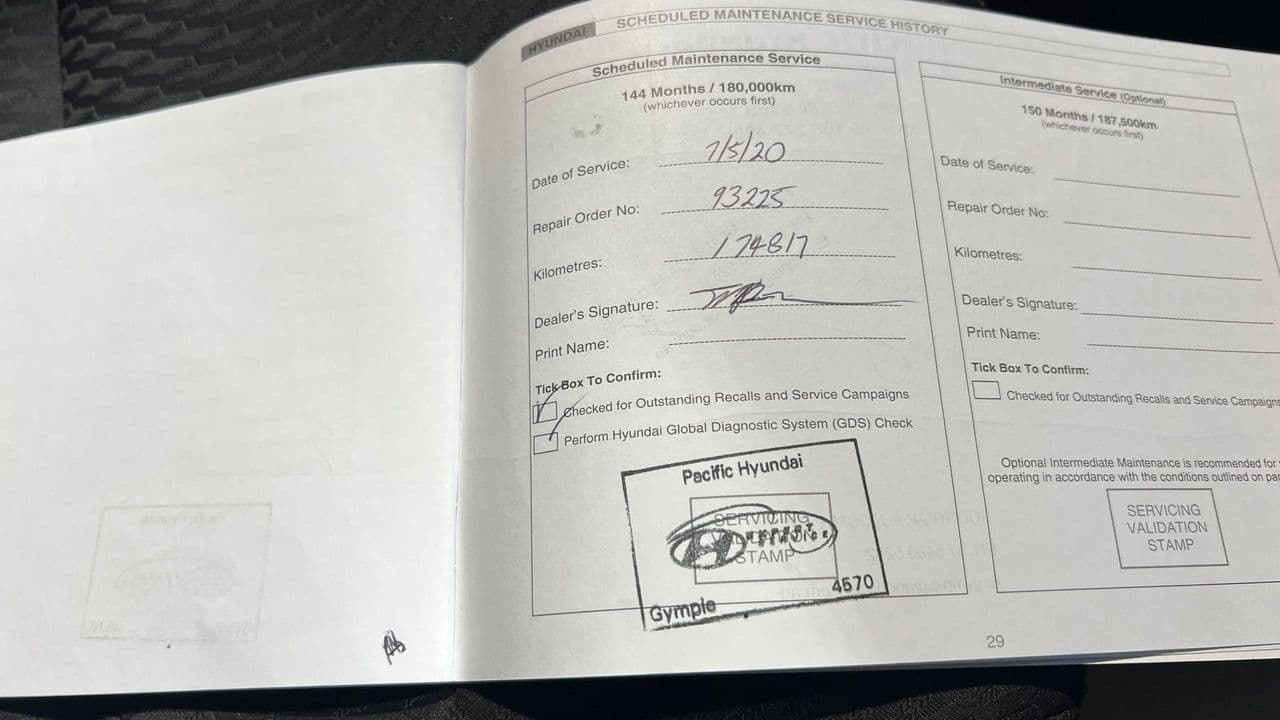 HYUNDAI
SCHEDULED MAINTENANCE SERVICE HISTORY
Scheduled Maintenance Service
144 Months / 180,000km
(whichever occurs first)
Date of Service: 7/5/20
Repair Order No: 93225
Kilometres: 174817
Dealer's Signature:
Print Name:
Tick Box To Confirm:
Checked for Outstanding Recalls and Service Campaigns
Perform Hyundai Global Diagnostic System (GDS) Check
Pacific Hyundai
SERVICING
VALIDATION
STAMP
Gympie 4570
Intermediate Service (Optional)
150 Months / 187,500km
(whichever occurs first)
Date of Service:
Repair Order No:
Kilometres:
Dealer's Signature:
Print Name:
Tick Box To Confirm:
Checked for Outstanding Recalls and Service Campaigns
Optional Intermediate Maintenance is recommended for
operating in accordance with the conditions outlined on
SERVICING
VALIDATION
STAMP
29